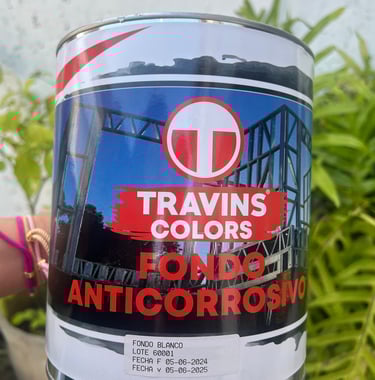 T
TRAVINS®
COLORS
FONDO
ANTICORROSIVO
FONDO BLANCO
LOTE 60001
FECHA F 05-06-2024
FECHA v 05-06-2025